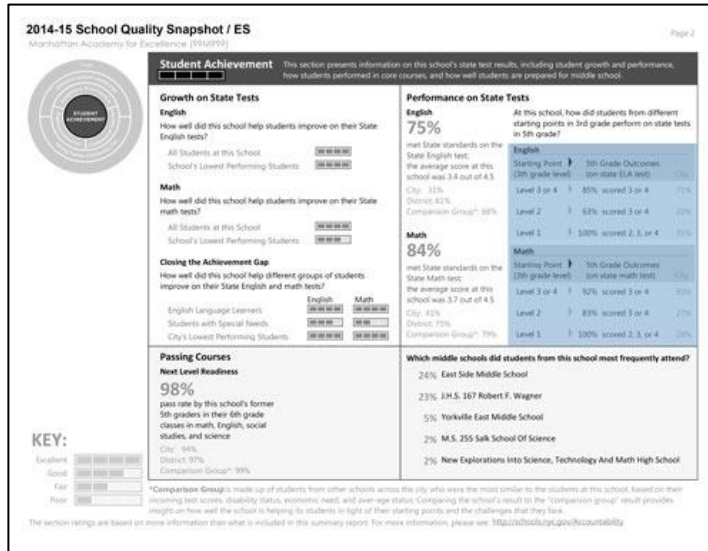 2014-15 School Quality Snapshot / ES
Manhattan Academy for Excellence (99M999)
Page 2
STUDENT
ACHIEVEMENT
Student Achievement
This section presents information on this school's state test results, including student growth and performance,
how students performed in core courses, and how well students are prepared for middle school.
Growth on State Tests
English
How well did this school help students improve on their State
English tests?
All Students at this School
School's Lowest Performing Students
Math
How well did this school help students improve on their State
math tests?
All Students at this School
School's Lowest Performing Students
Closing the Achievement Gap
How well did this school help different groups of students
improve on their State English and math tests?
English Math
English Language Learners
Students with Special Needs
City's Lowest Performing Students
Performance on State Tests
English
75%
met State standards on the
State English test;
the average score at this
school was 3.4 out of 4.5
City: 31%
District: 61%
Comparison Group*: 68%
Math
84%
met State standards on the
State Math test;
the average score at this
school was 3.7 out of 4.5
City: 41%
District: 75%
Comparison Group*: 79%
At this school, how did students from different
starting points in 3rd grade perform on state tests
in 5th grade?
English
Starting Point 5th Grade Outcomes
(3th grade level) (on state ELA test) City
Level 3 or 4 85% scored 3 or 4
Level 2 63% scored 3 or 4
Level 1 100% scored 2, 3, or 4
Math
Starting Point 5th Grade Outcomes
(3th grade level) (on state math test) City
Level 3 or 4 92% scored 3 or 4
Level 2 83% scored 3 or 4
Level 1 100% scored 2, 3, or 4
Passing Courses
Next Level Readiness
98%
pass rate by this school's former
5th graders in their 6th grade
classes in math, English, social
studies, and science
City: 94%
District: 97%
Comparison Group*: 99%
Which middle schools did students from this school most frequently attend?
24% East Side Middle School
23% J.H.S. 167 Robert F. Wagner
5% Yorkville East Middle School
2% M.S. 255 Salk School Of Science
2% New Explorations Into Science, Technology And Math High School
KEY:
Excellent
Good
Fair
Poor
*Comparison Group is made up of students from other schools across the city who were the most similar to the students at this school, based on their
incoming test scores, disability status, economic need, and over-age status. Comparing the school's result to the "comparison group" result provides
insight on how well the school is helping its students in light of their starting points and the challenges that they face.
The section ratings are based on more information than what is included in this summary report. For more information, please see: http://schools.nyc.gov/Accountability